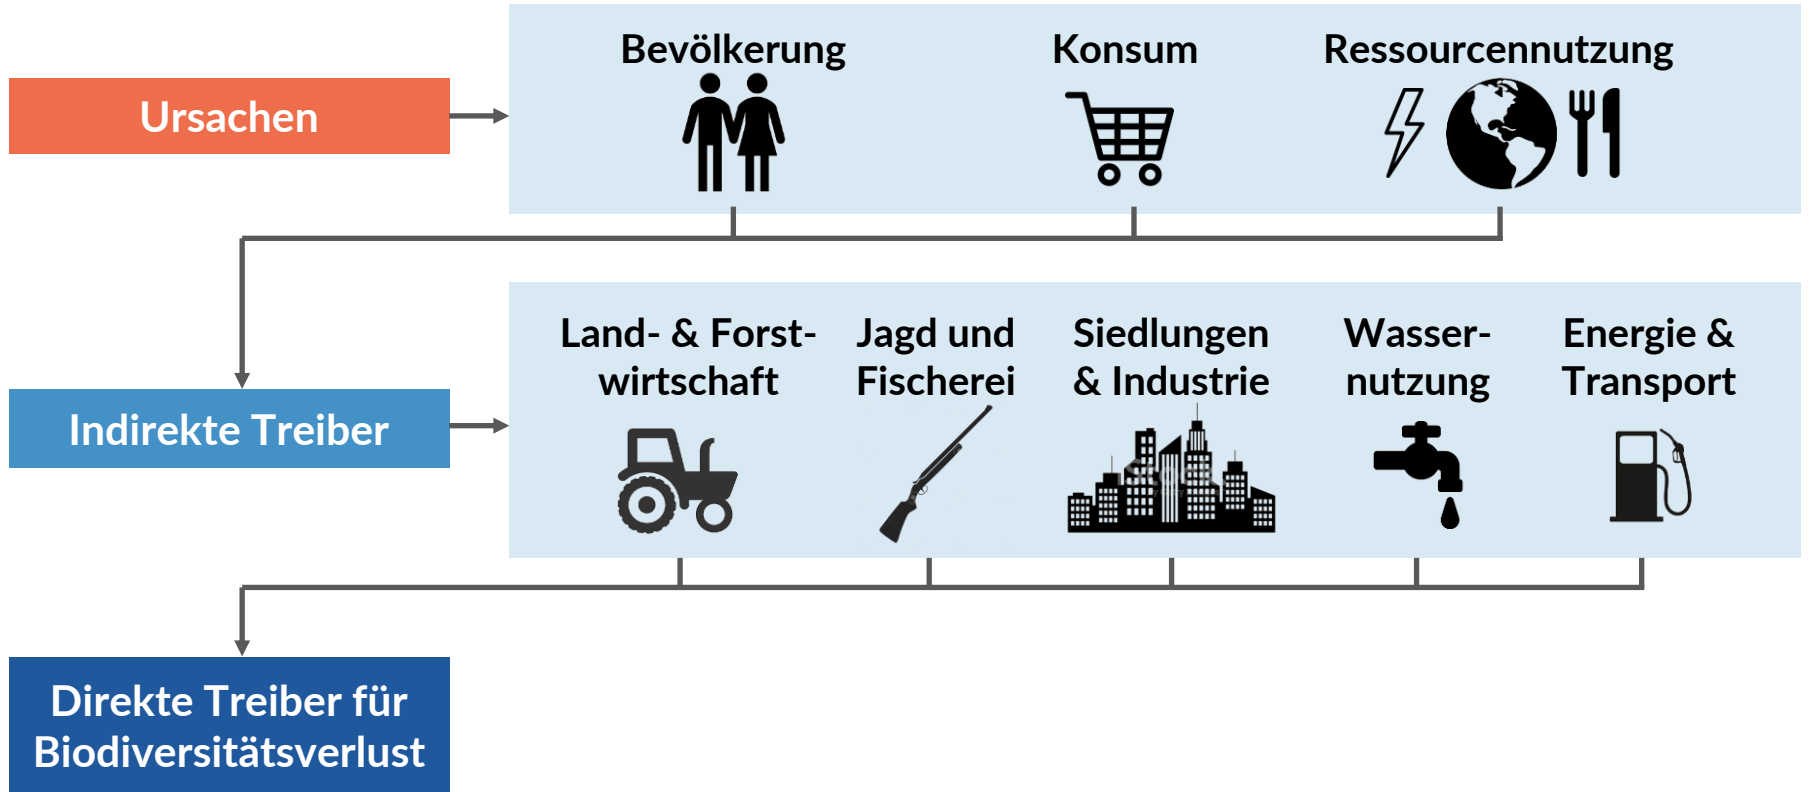 Ursachen
Bevölkerung
Konsum
Ressourcennutzung
Indirekte Treiber
Land- & Forst-
wirtschaft
Jagd und
Fischerei
Siedlungen
& Industrie
Wasser-
nutzung
Energie &
Transport
Direkte Treiber für
Biodiversitätsverlust